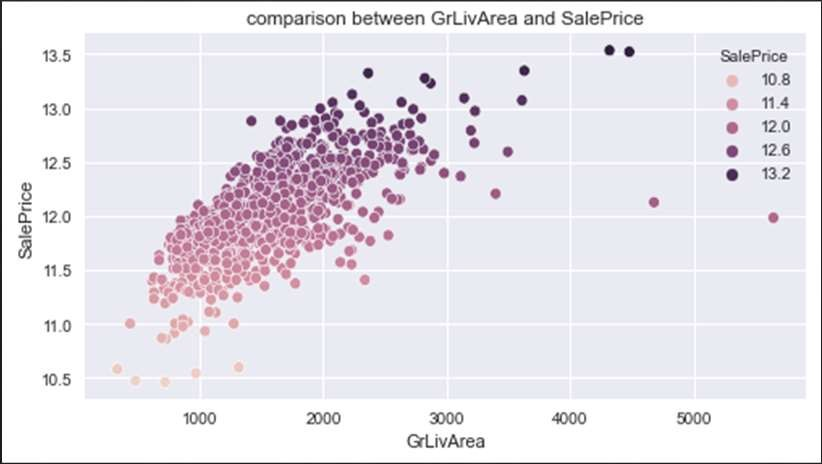 comparison between GrLivArea and SalePrice
SalePrice
13.5
13.0
12.5
12.0
11.5
11.0
10.5
SalePrice
10.8
11.4
12.0
12.6
13.2
1000 2000 3000 4000 5000
GrLivArea